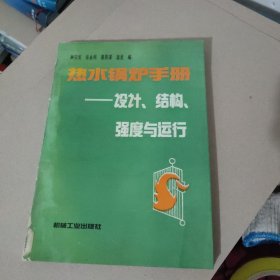 热水锅炉手册
——设计、结构、
强度与运行
机械工业出版社